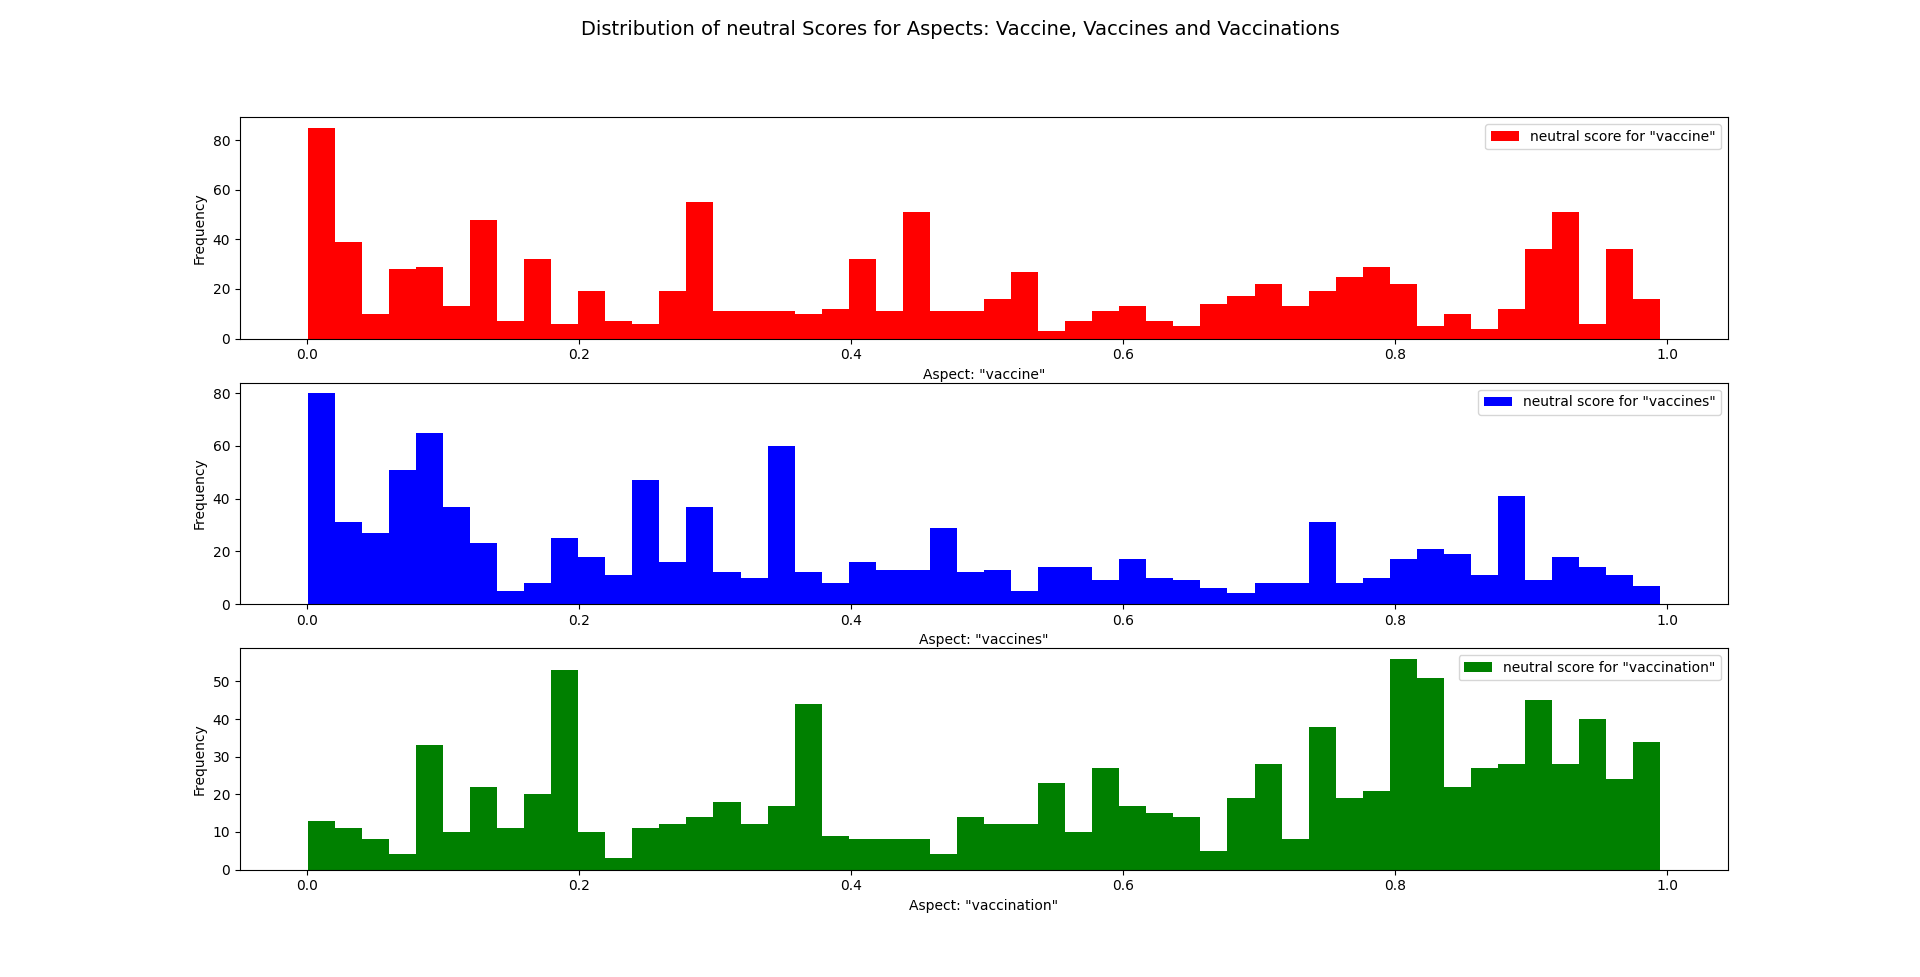 Distribution of neutral Scores for Aspects: Vaccine, Vaccines and Vaccinations
neutral score for "vaccine"
Frequency
80
60
40
20
0
0.0 0.2 0.4 0.6 0.8 1.0
Aspect: "vaccine"
neutral score for "vaccines"
Frequency
80
60
40
20
0
0.0 0.2 0.4 0.6 0.8 1.0
Aspect: "vaccines"
neutral score for "vaccination"
Frequency
50
40
30
20
10
0
0.0 0.2 0.4 0.6 0.8 1.0
Aspect: "vaccination"